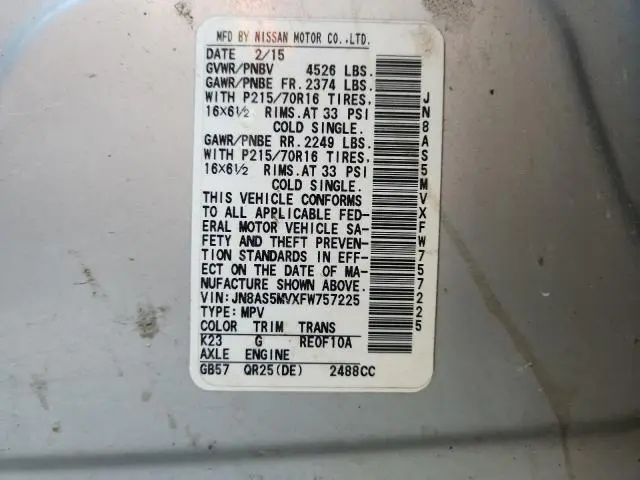 MFD BY NISSAN MOTOR CO.,LTD.
DATE 2/15
GVWR/PNBV 4526 LBS.
GAWR/PNBE FR.2374 LBS.
WITH P215/70R16 TIRES,
16X6½ RIMS.AT 33 PSI
COLD SINGLE.
GAWR/PNBE RR.2249 LBS.
WITH P215/70R16 TIRES,
16X6½ RIMS.AT 33 PSI
COLD SINGLE.
THIS VEHICLE CONFORMS
TO ALL APPLICABLE FED-
ERAL MOTOR VEHICLE SA-
FETY AND THEFT PREVEN-
TION STANDARDS IN EFF-
ECT ON THE DATE OF MA-
NUFACTURE SHOWN ABOVE.
VIN:JN8AS5MVXFW757225
TYPE:MPV
COLOR TRIM TRANS
K23 G RE0F10A
AXLE ENGINE
GB57 QR25(DE) 2488CC
JN8AS5MVXFW757225